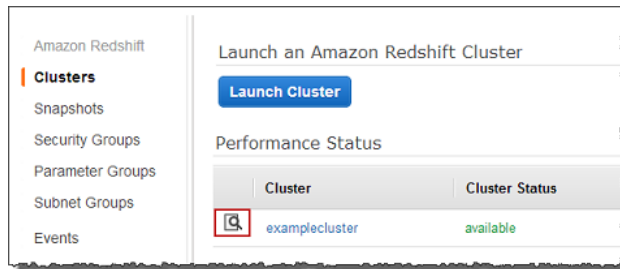 Amazon Redshift
Clusters
Snapshots
Security Groups
Parameter Groups
Subnet Groups
Events
Launch an Amazon Redshift Cluster
Launch Cluster
Performance Status
Cluster Cluster Status
examplecluster available